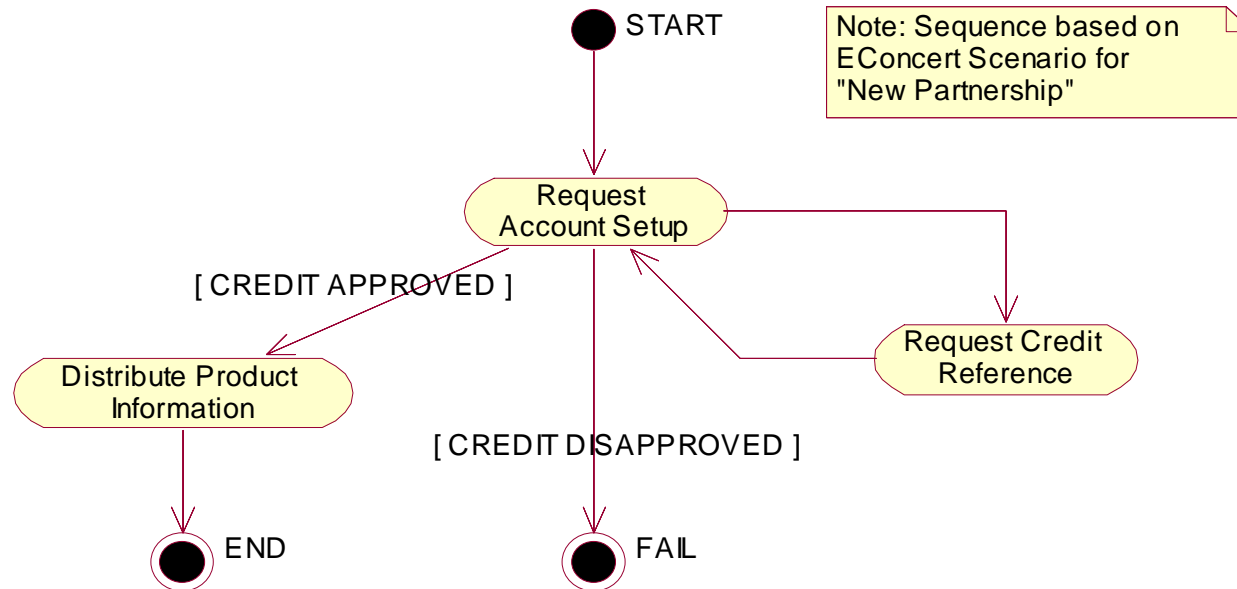 START
Note: Sequence based on
EConcert Scenario for
"New Partnership"
Request
Account Setup
[ CREDIT APPROVED ]
Request Credit
Reference
Distribute Product
Information
[ CREDIT DISAPPROVED ]
END
FAIL